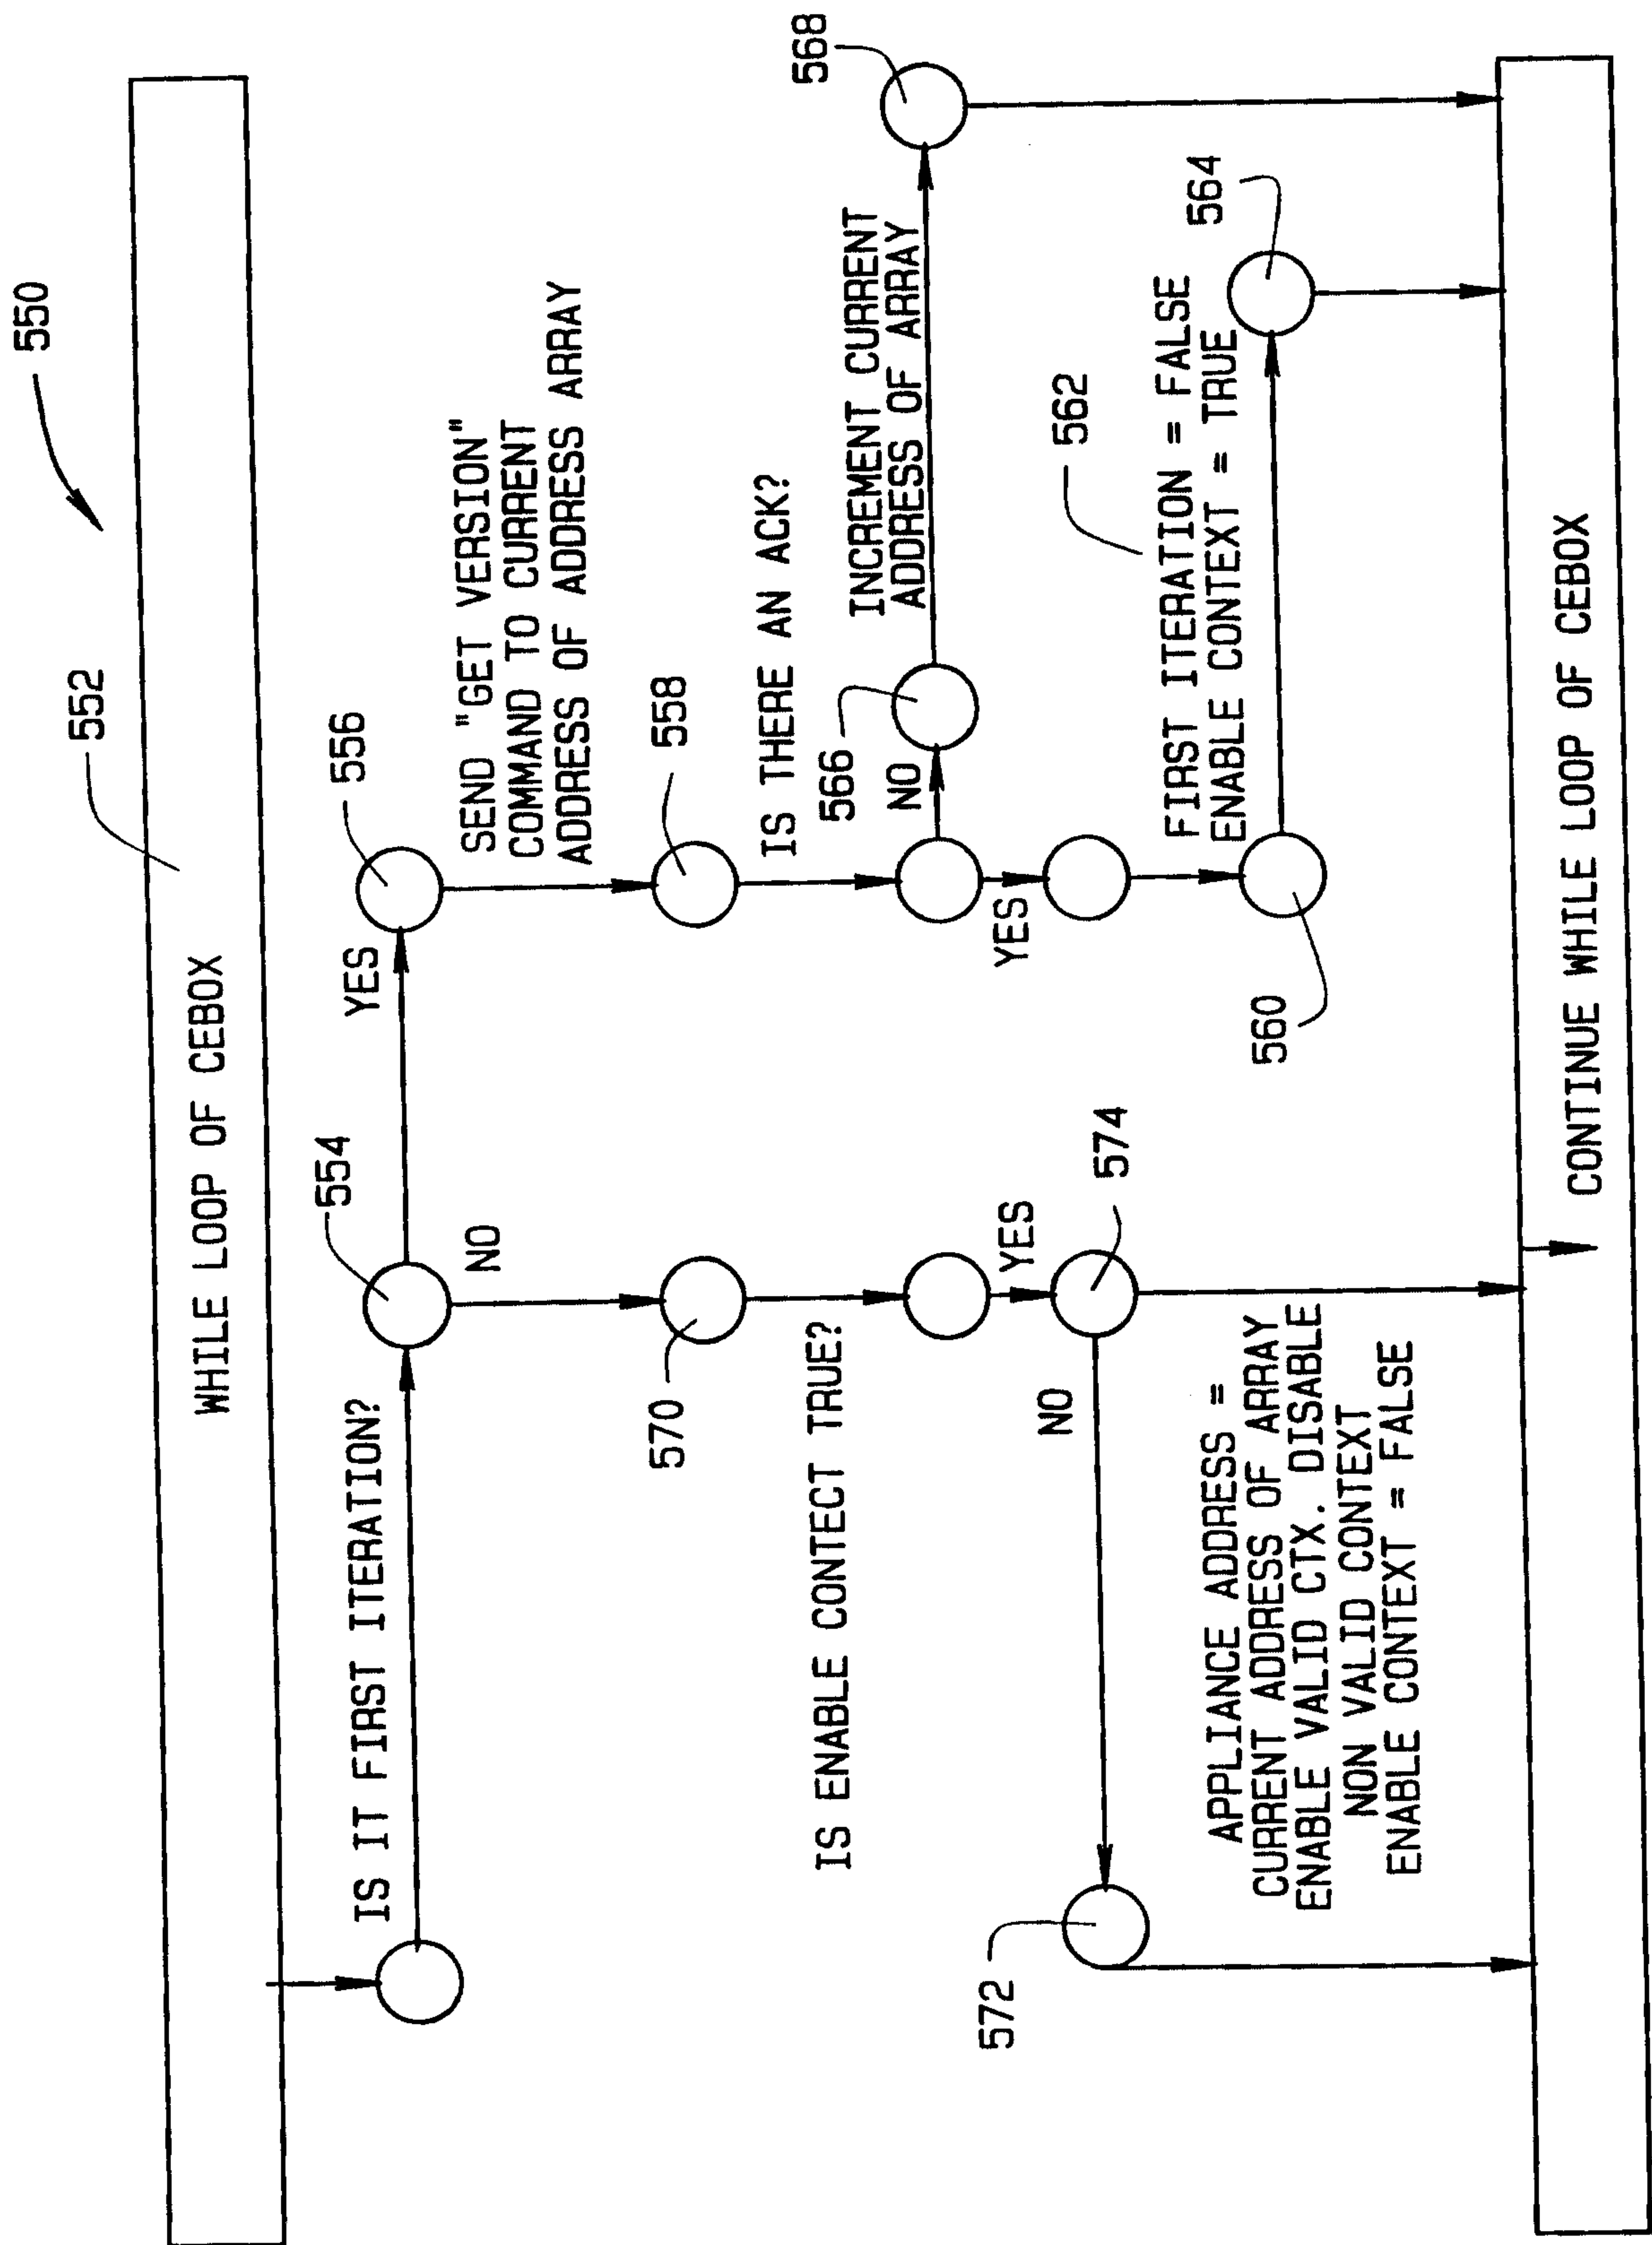 550
552
WHILE LOOP OF CEBOX
IS IT FIRST ITERATION?
554
YES
556
NO
SEND "GET VERSION"
COMMAND TO CURRENT
ADDRESS OF ADDRESS ARRAY
570
558
IS ENABLE CONTECT TRUE?
IS THERE AN ACK?
566
NO
INCREMENT CURRENT
ADDRESS OF ARRAY
568
YES
YES
572
NO
574
562
FIRST ITERATION = FALSE
ENABLE CONTEXT = TRUE
564
560
APPLIANCE ADDRESS =
CURRENT ADDRESS OF ARRAY
ENABLE VALID CTX. DISABLE
NON VALID CONTEXT
ENABLE CONTEXT = FALSE
CONTINUE WHILE LOOP OF CEBOX